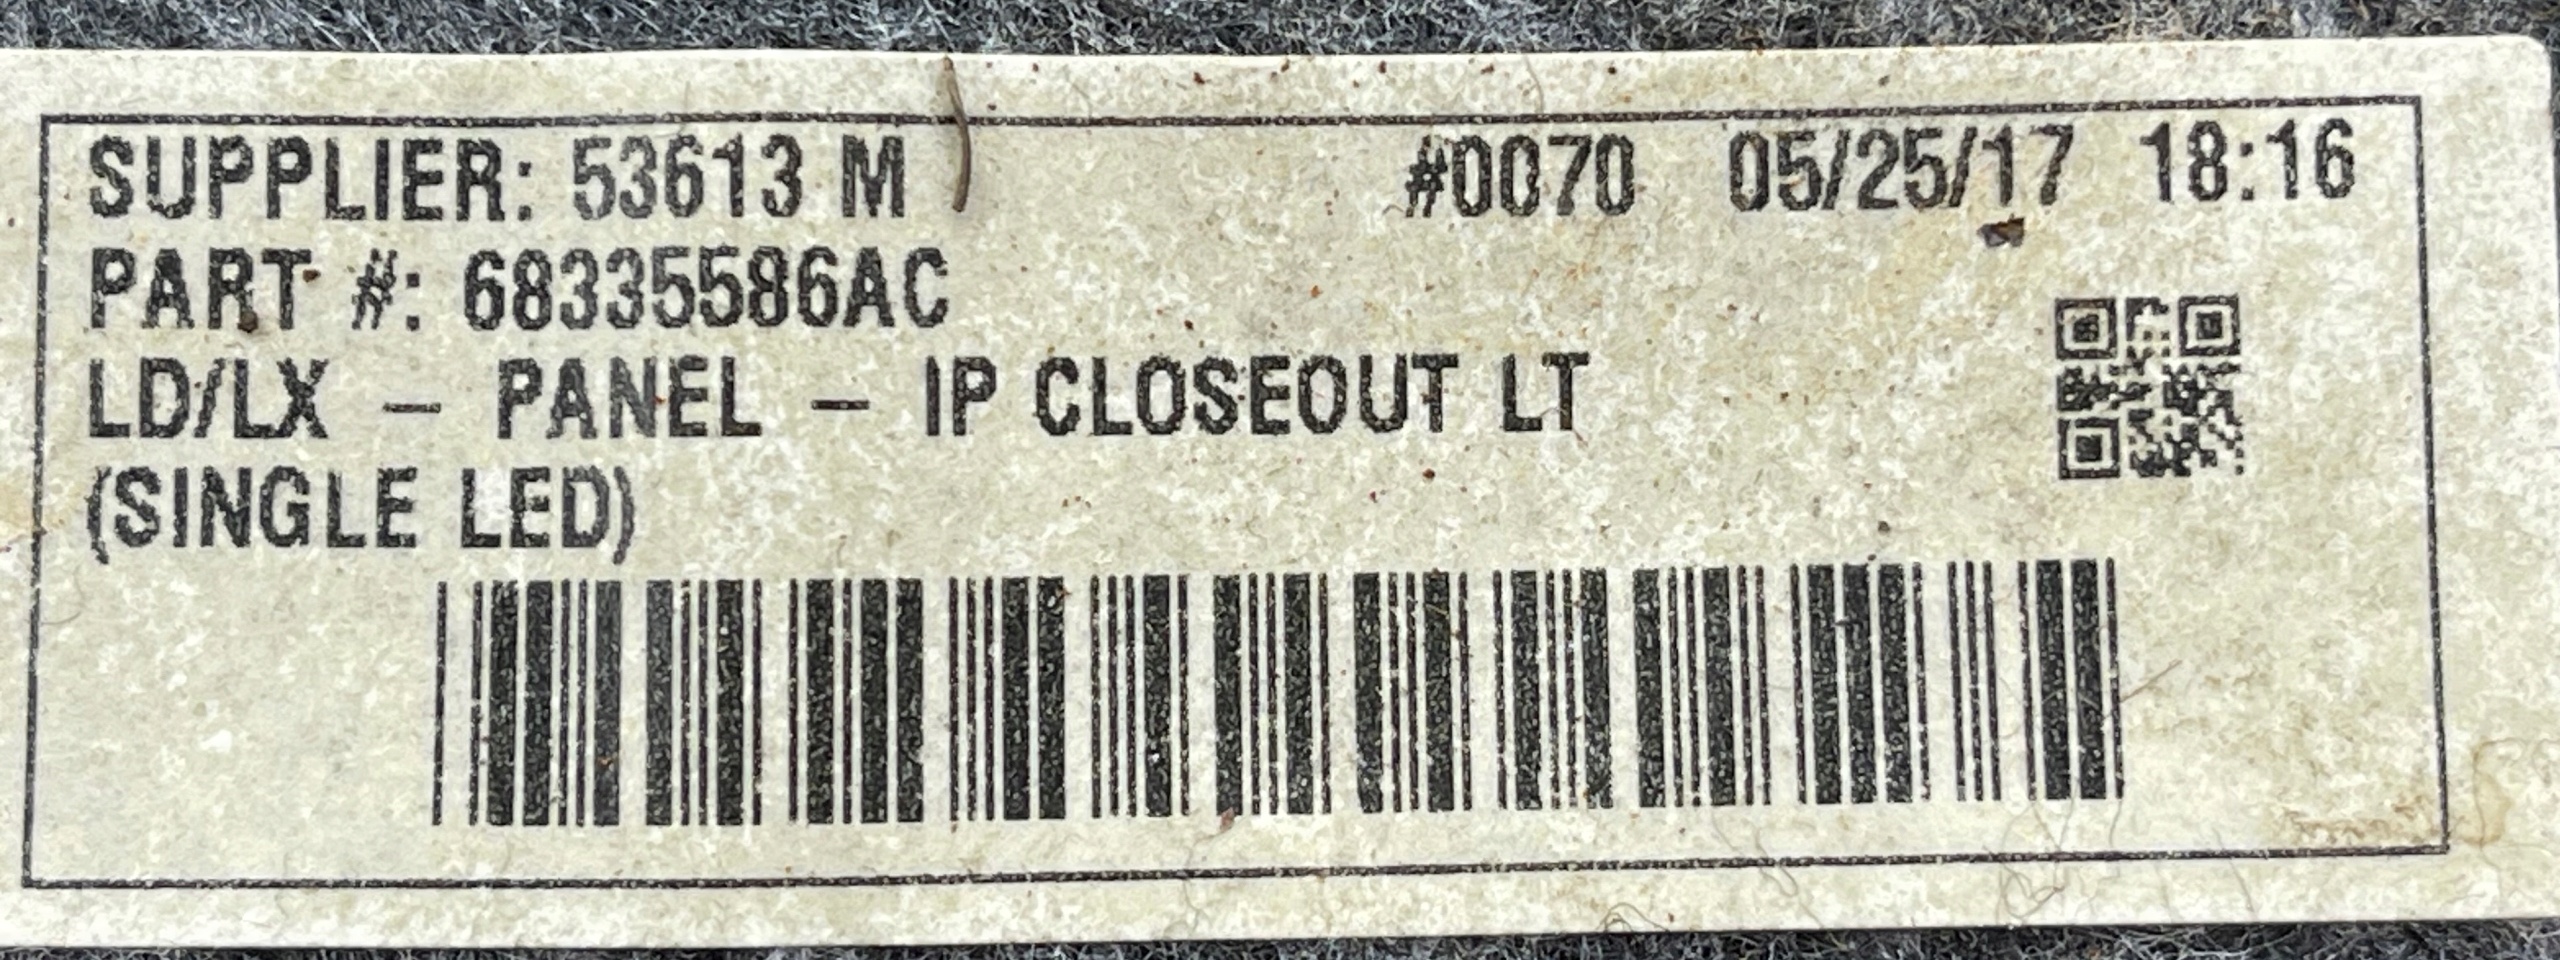 SUPPLIER: 53613 M #0070 05/25/17 18:16
PART #: 68335586AC
LD/LX - PANEL - IP CLOSEOUT LT
(SINGLE LED)